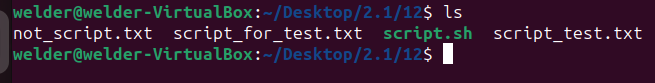 welder@welder-VirtualBox:~/Desktop/2.1/12$ ls
not_script.txt  script_for_test.txt  script.sh  script_test.txt
welder@welder-VirtualBox:~/Desktop/2.1/12$